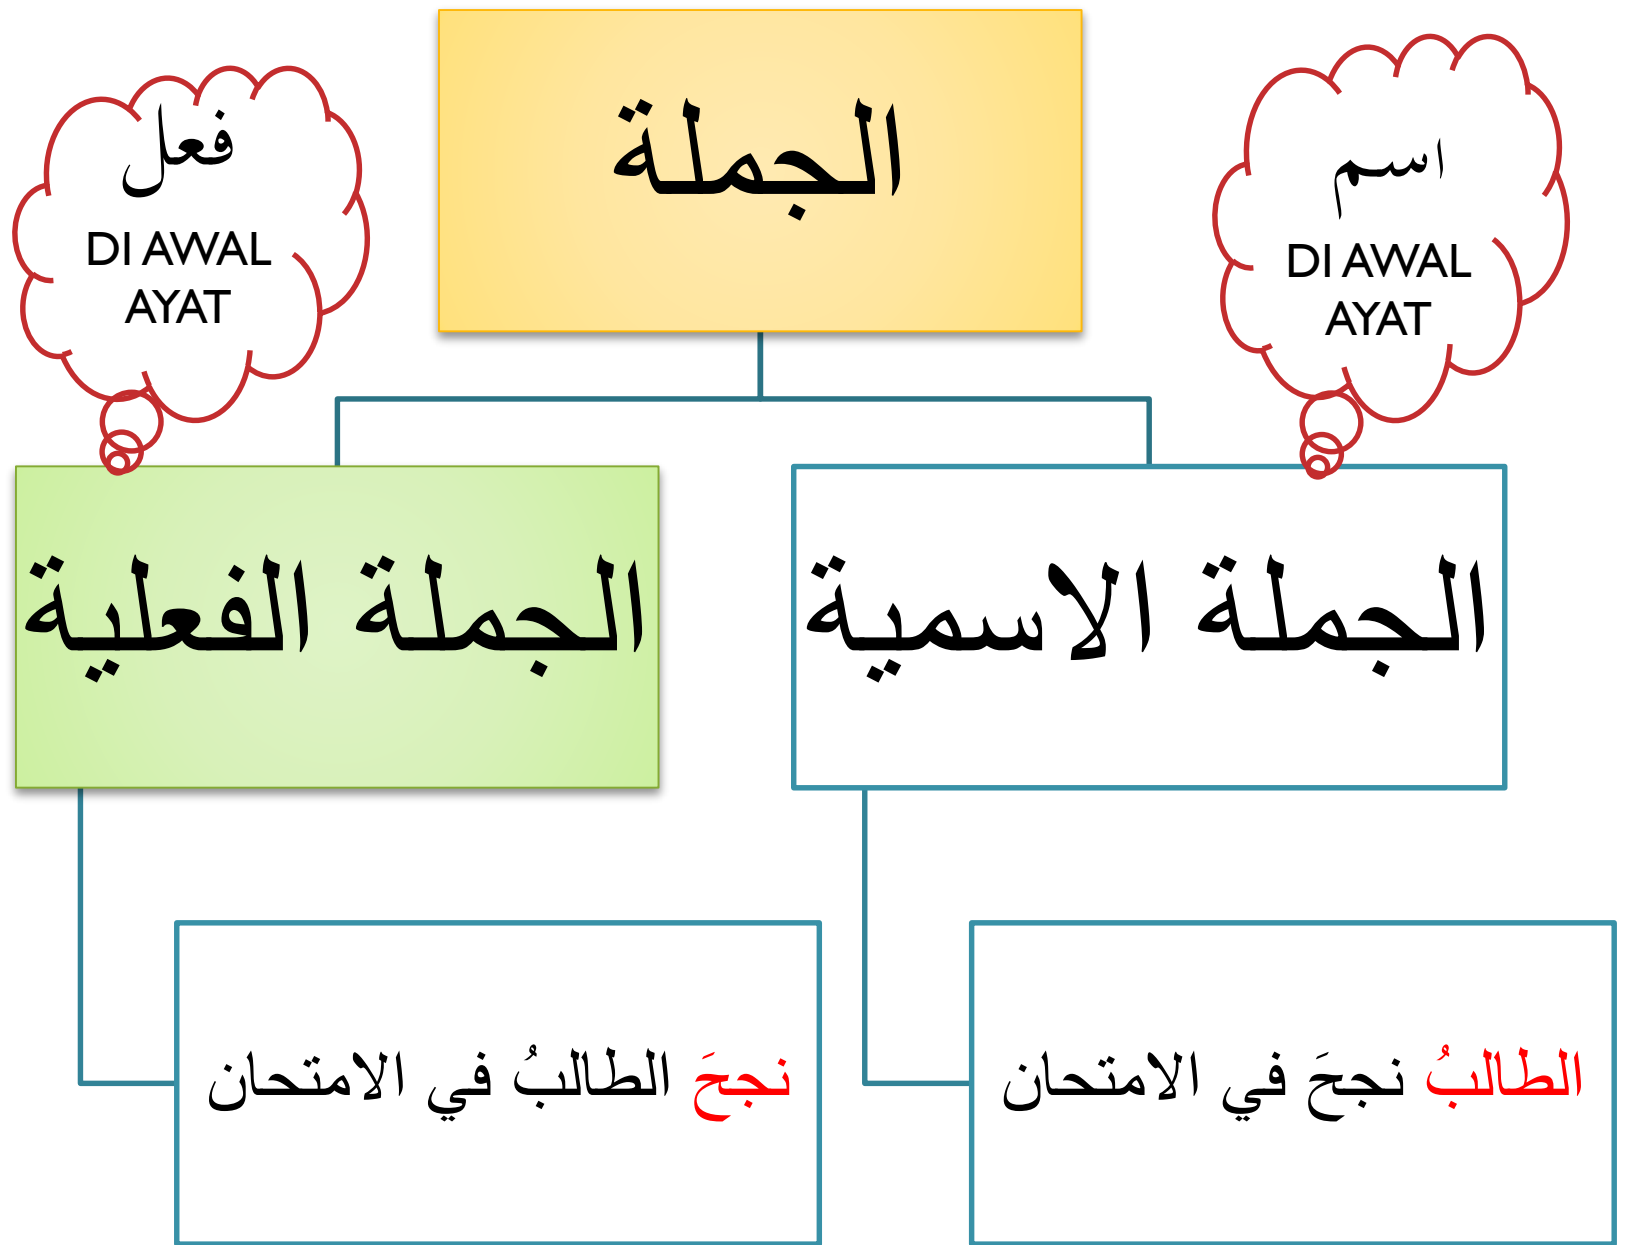 الجملة
اسم
DI AWAL
AYAT
فعل
DI AWAL
AYAT
الجملة الاسمية
الجملة الفعلية
الطالبُ نجحَ في الامتحان
نجحَ الطالبُ في الامتحان